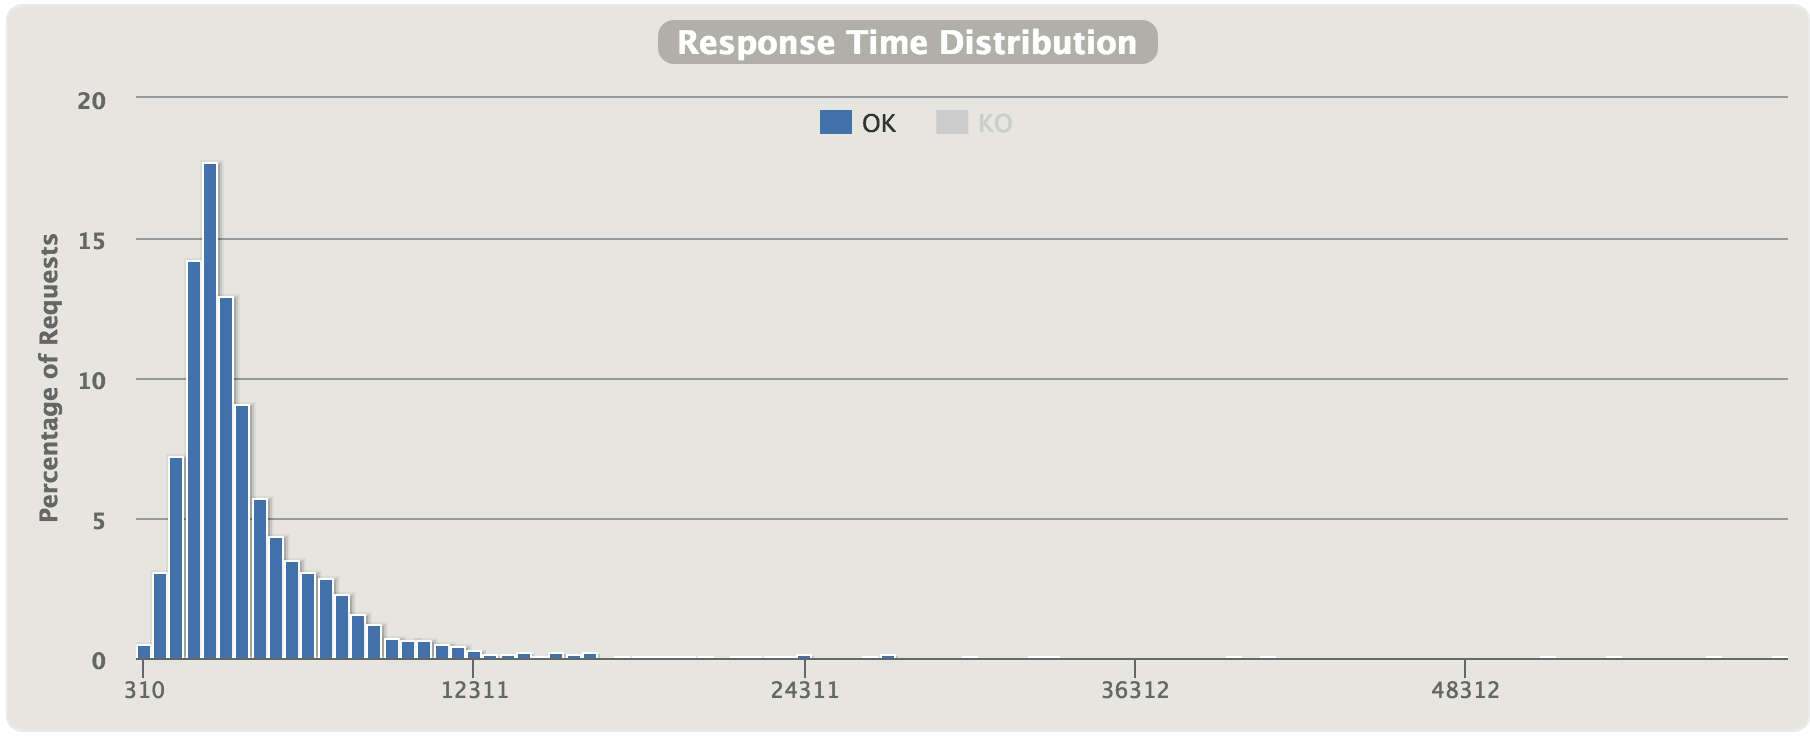 Response Time Distribution
OK
KO
Percentage of Requests
20
15
10
5
0
310
12311
24311
36312
48312